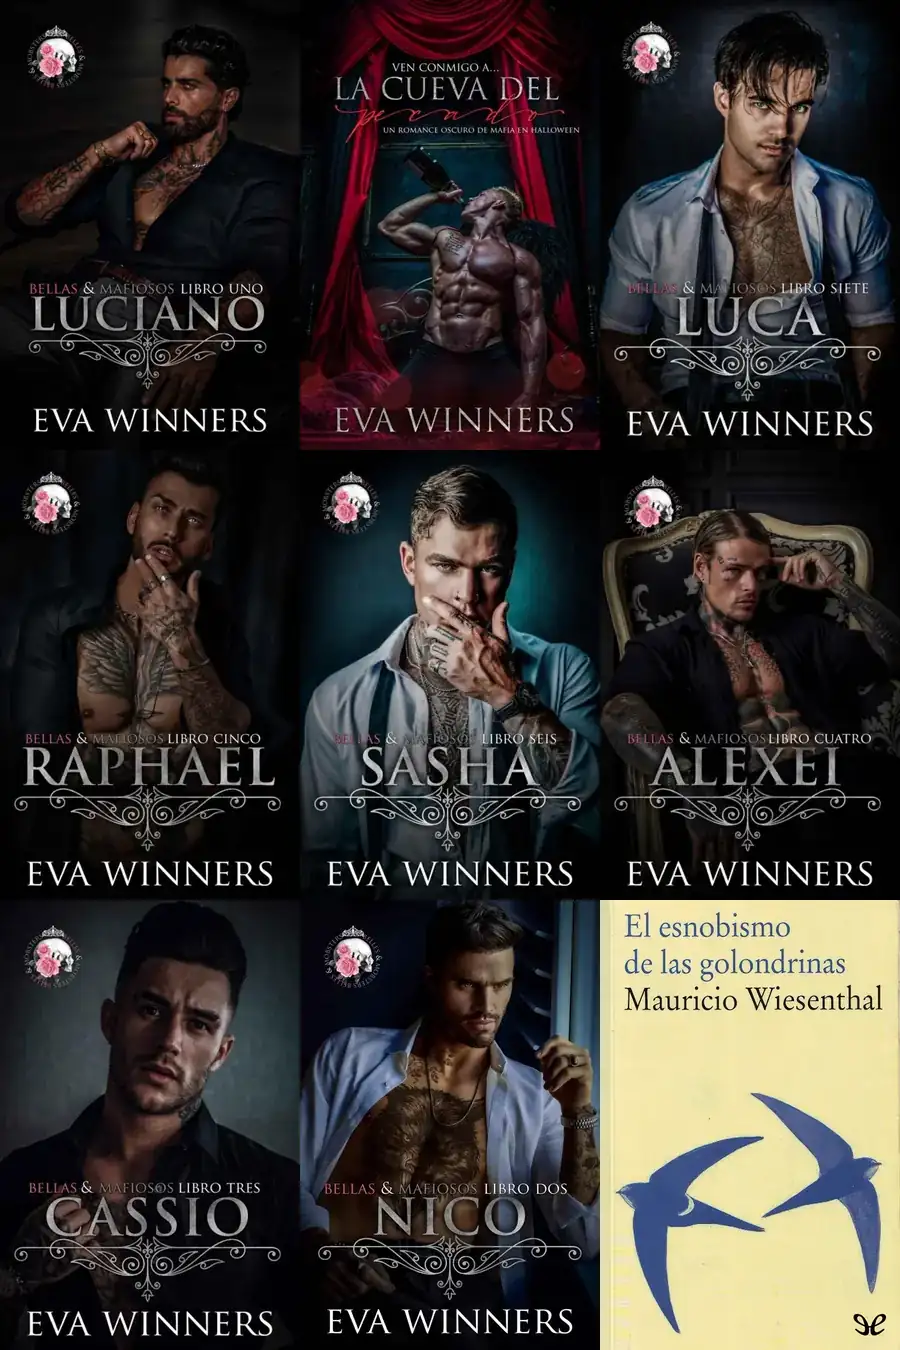 BELLAS & MAFIOSOS LIBRO UNO
LUCIANO
EVA WINNERS
VEN CONMIGO A...
LA CUEVA DEL
pecado
UN ROMANCE OSCURO DE MAFIA EN HALLOWEEN
EVA WINNERS
BELLAS & MAFIOSOS LIBRO SIETE
LUCA
EVA WINNERS
BELLAS & MAFIOSOS LIBRO CINCO
RAPHAEL
EVA WINNERS
BELLAS & MAFIOSOS LIBRO SEIS
SASHA
EVA WINNERS
BELLAS & MAFIOSOS LIBRO CUATRO
ALEXEI
EVA WINNERS
BELLAS & MAFIOSOS LIBRO TRES
CASSIO
EVA WINNERS
BELLAS & MAFIOSOS LIBRO DOS
NICO
EVA WINNERS
El esnobismo
de las golondrinas
Mauricio Wiesenthal